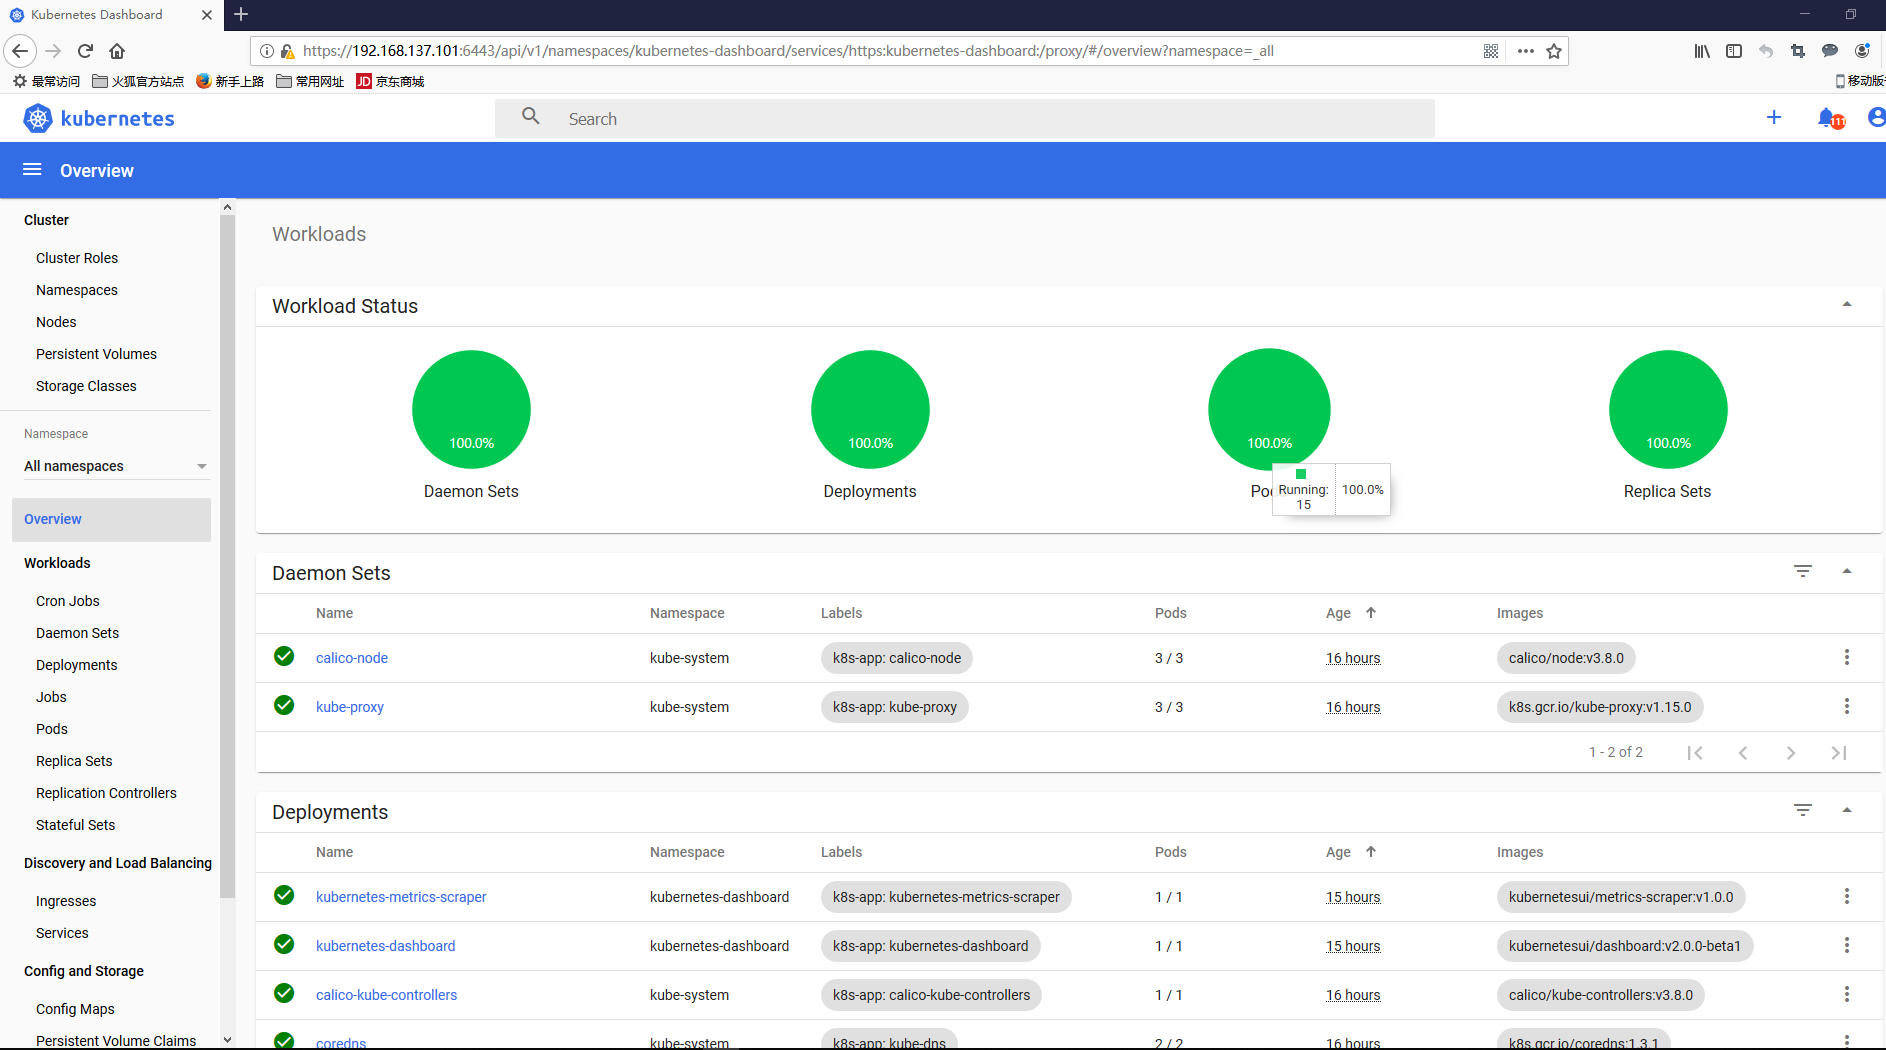 Kubernetes Dashboard
https://192.168.137.101:6443/api/v1/namespaces/kubernetes-dashboard/services/https:kubernetes-dashboard:/proxy/#/overview?namespace=_all
最常访问 火狐官方站点 新手上路 常用网址 JD 京东商城 移动版
kubernetes Search 111
Overview
Cluster
Cluster Roles
Namespaces
Nodes
Persistent Volumes
Storage Classes
Namespace
All namespaces
Overview
Workloads
Cron Jobs
Daemon Sets
Deployments
Jobs
Pods
Replica Sets
Replication Controllers
Stateful Sets
Discovery and Load Balancing
Ingresses
Services
Config and Storage
Config Maps
Persistent Volume Claims
Workloads
Workload Status
100.0% 100.0% 100.0% 100.0%
Daemon Sets Deployments Replica Sets
Running: 100.0%
15
Daemon Sets
Name Namespace Labels Pods Age Images
calico-node kube-system k8s-app: calico-node 3 / 3 16 hours calico/node:v3.8.0
kube-proxy kube-system k8s-app: kube-proxy 3 / 3 16 hours k8s.gcr.io/kube-proxy:v1.15.0
1 - 2 of 2
Deployments
Name Namespace Labels Pods Age Images
kubernetes-metrics-scraper kubernetes-dashboard k8s-app: kubernetes-metrics-scraper 1 / 1 15 hours kubernetesui/metrics-scraper:v1.0.0
kubernetes-dashboard kubernetes-dashboard k8s-app: kubernetes-dashboard 1 / 1 15 hours kubernetesui/dashboard:v2.0.0-beta1
calico-kube-controllers kube-system k8s-app: calico-kube-controllers 1 / 1 16 hours calico/kube-controllers:v3.8.0
coredns kube-system k8s-app: kube-dns 2 / 2 16 hours k8s.gcr.io/coredns:1.3.1